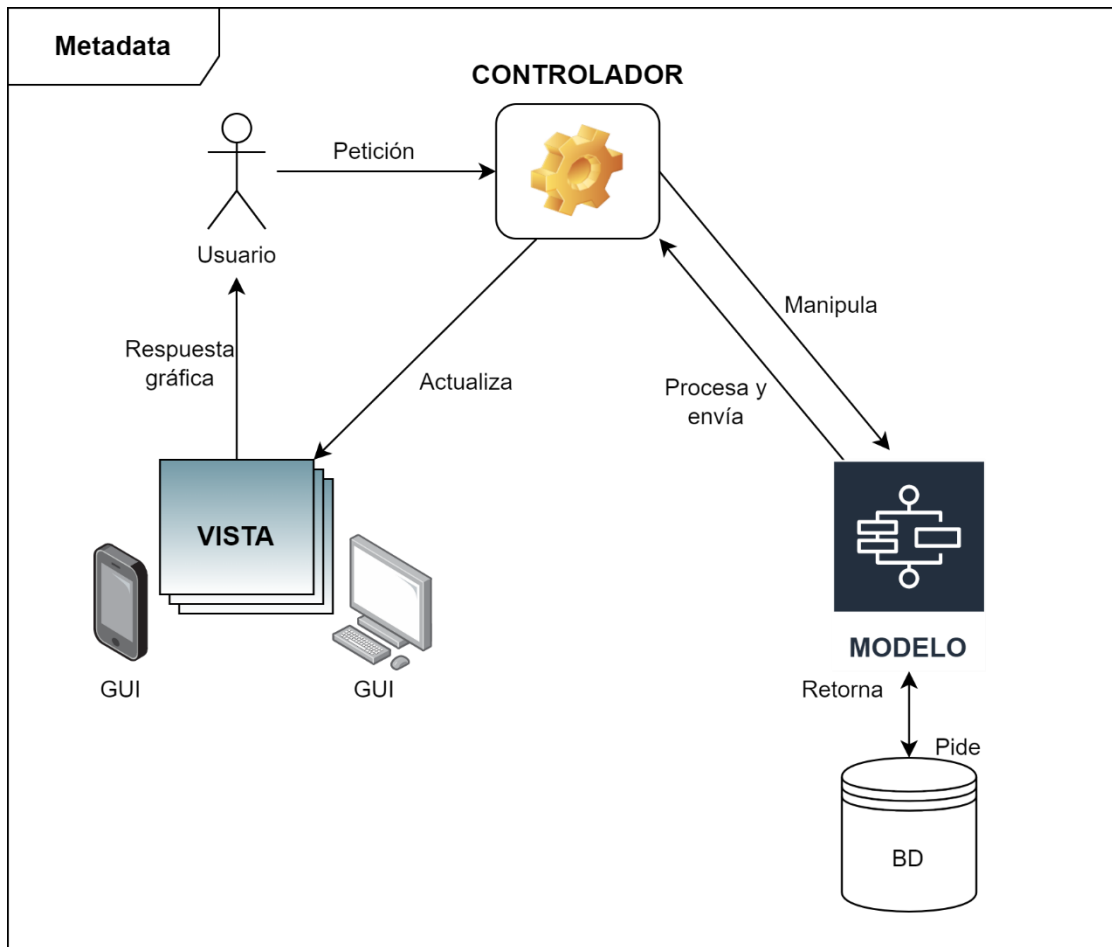 Metadata
CONTROLADOR
Petición
Usuario
Manipula
Respuesta
gráfica
Actualiza
Procesa y
envía
VISTA
MODELO
GUI
GUI
Retorna
Pide
BD